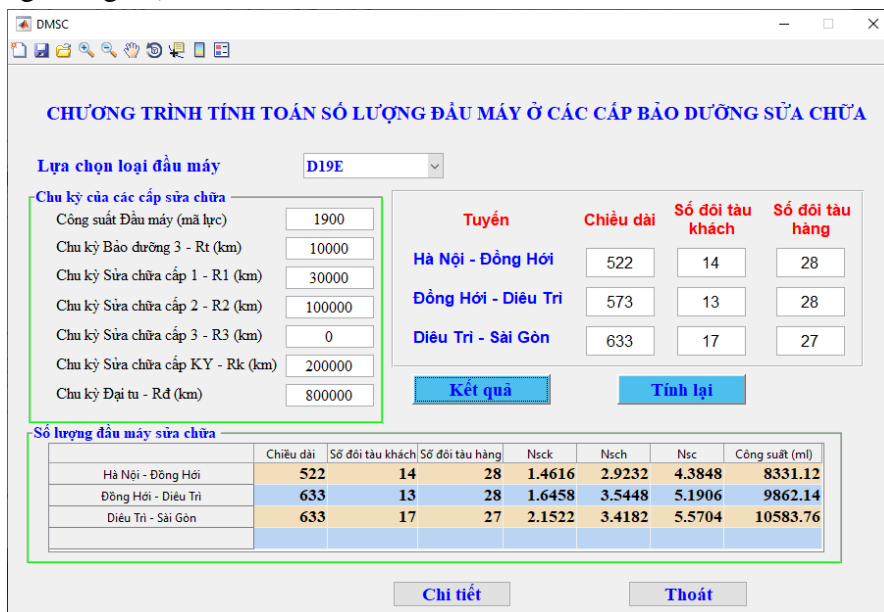 DMSC
CHƯƠNG TRÌNH TÍNH TOÁN SỐ LƯỢNG ĐẦU MÁY Ở CÁC CẤP BẢO DƯỠNG SỬA CHỮA
Lựa chọn loại đầu máy D19E
Chu kỳ của các cấp sửa chữa
Công suất Đầu máy (mã lực) 1900
Chu kỳ Bảo dưỡng 3 - Rt (km) 10000
Chu kỳ Sửa chữa cấp 1 - R1 (km) 30000
Chu kỳ Sửa chữa cấp 2 - R2 (km) 100000
Chu kỳ Sửa chữa cấp 3 - R3 (km) 0
Chu kỳ Sửa chữa cấp KY - Rk (km) 200000
Chu kỳ Đại tu - Rđ (km) 800000
Tuyến Chiều dài Số đôi tàu khách Số đôi tàu hàng
Hà Nội - Đồng Hới 522 14 28
Đồng Hới - Diêu Trì 573 13 28
Diêu Trì - Sài Gòn 633 17 27
Kết quả Tính lại
Số lượng đầu máy sửa chữa
Chiều dài Số đôi tàu khách Số đôi tàu hàng Nsck Nsch Nsc Công suất (ml)
Hà Nội - Đồng Hới 522 14 28 1.4616 2.9232 4.3848 8331.12
Đồng Hới - Diêu Trì 633 13 28 1.6458 3.5448 5.1906 9862.14
Diêu Trì - Sài Gòn 633 17 27 2.1522 3.4182 5.5704 10583.76
Chi tiết Thoát